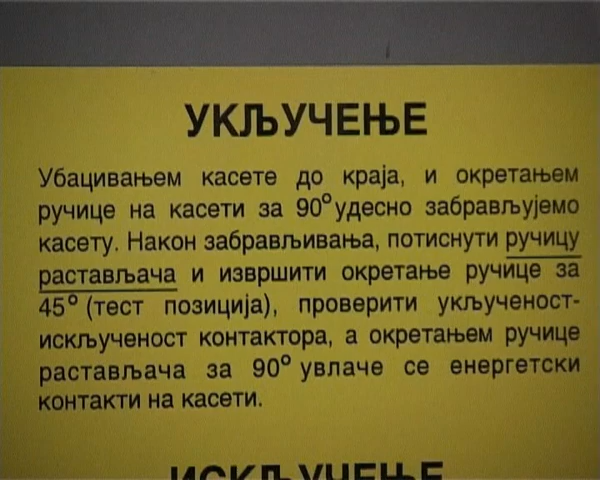 УКЉУЧЕЊЕ
Убацивањем касете до краја, и окретањем
ручице на касети за 90° удесно забрављујемо
касету. Након забрављивања, потиснути ручицу
растављача и извршити окретање ручице за
45° (тест позиција), проверити укљученост-
искљученост контактора, а окретањем ручице
растављача за 90° увлаче се енергетски
контакти на касети.
ИСКЉУЧЕЊЕ